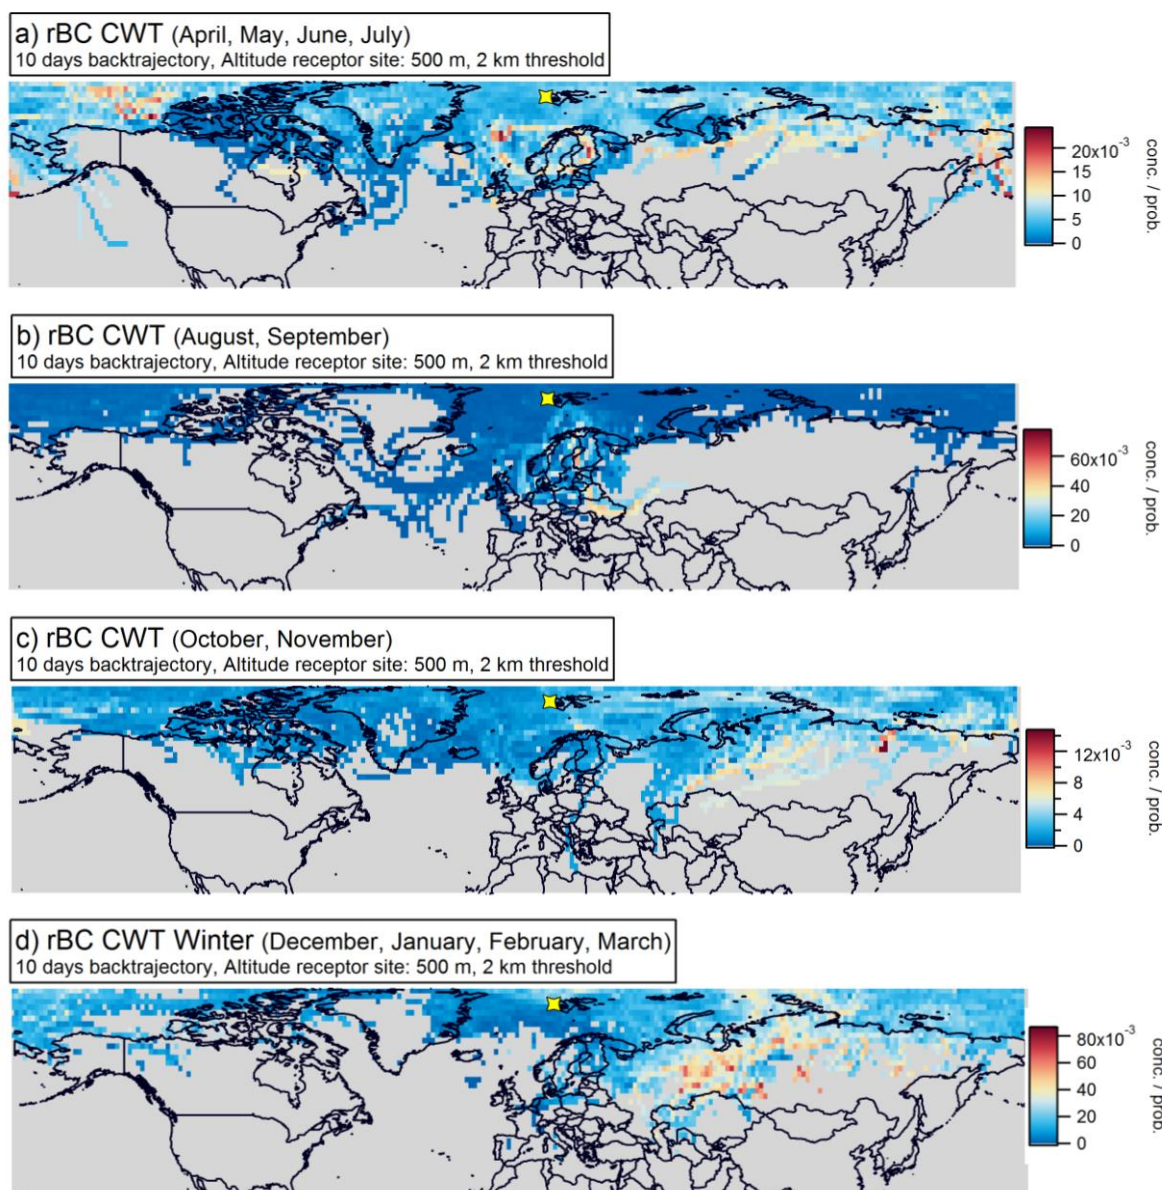 a) rBC CWT (April, May, June, July)
10 days backtrajectory, Altitude receptor site: 500 m, 2 km threshold
20x10⁻³
15
10
5
0
conc. / prob.
b) rBC CWT (August, September)
10 days backtrajectory, Altitude receptor site: 500 m, 2 km threshold
60x10⁻³
40
20
0
conc. / prob.
c) rBC CWT (October, November)
10 days backtrajectory, Altitude receptor site: 500 m, 2 km threshold
12x10⁻³
8
4
0
conc. / prob.
d) rBC CWT Winter (December, January, February, March)
10 days backtrajectory, Altitude receptor site: 500 m, 2 km threshold
80x10⁻³
60
40
20
0
conc. / prob.